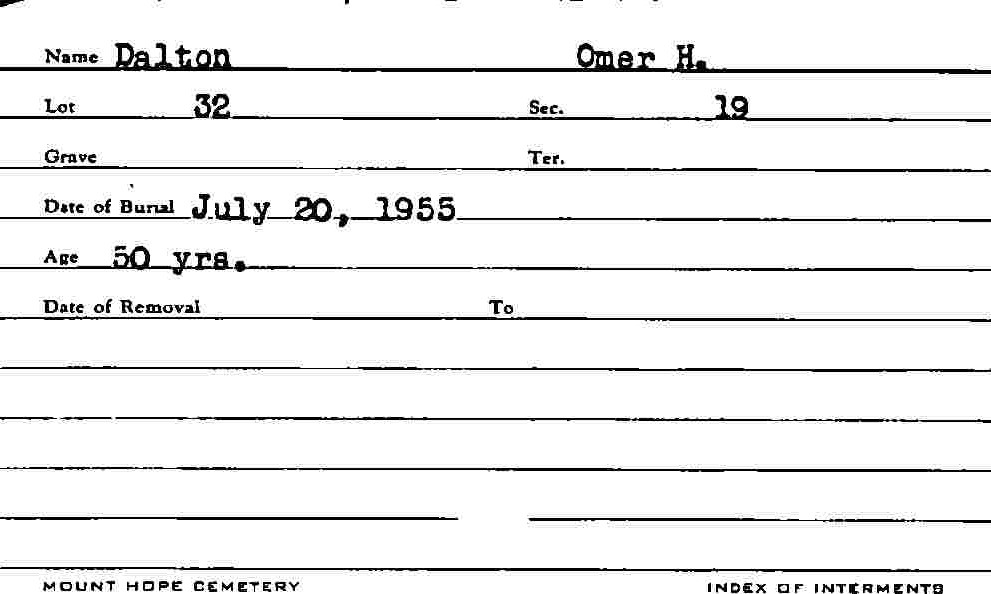 Name Dalton Omer H.
Lot 32 Sec. 19
Grave Ter.
Date of Burial July 20, 1955
Age 50 yrs.
Date of Removal To
MOUNT HOPE CEMETERY INDEX OF INTERMENTS